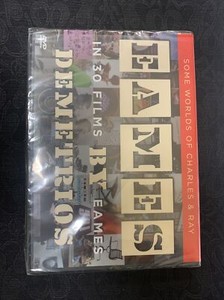 SOME WORLDS OF CHARLES & RAY
EAMES
IN 30 FILMS BY EAMES
DEMETRIOS